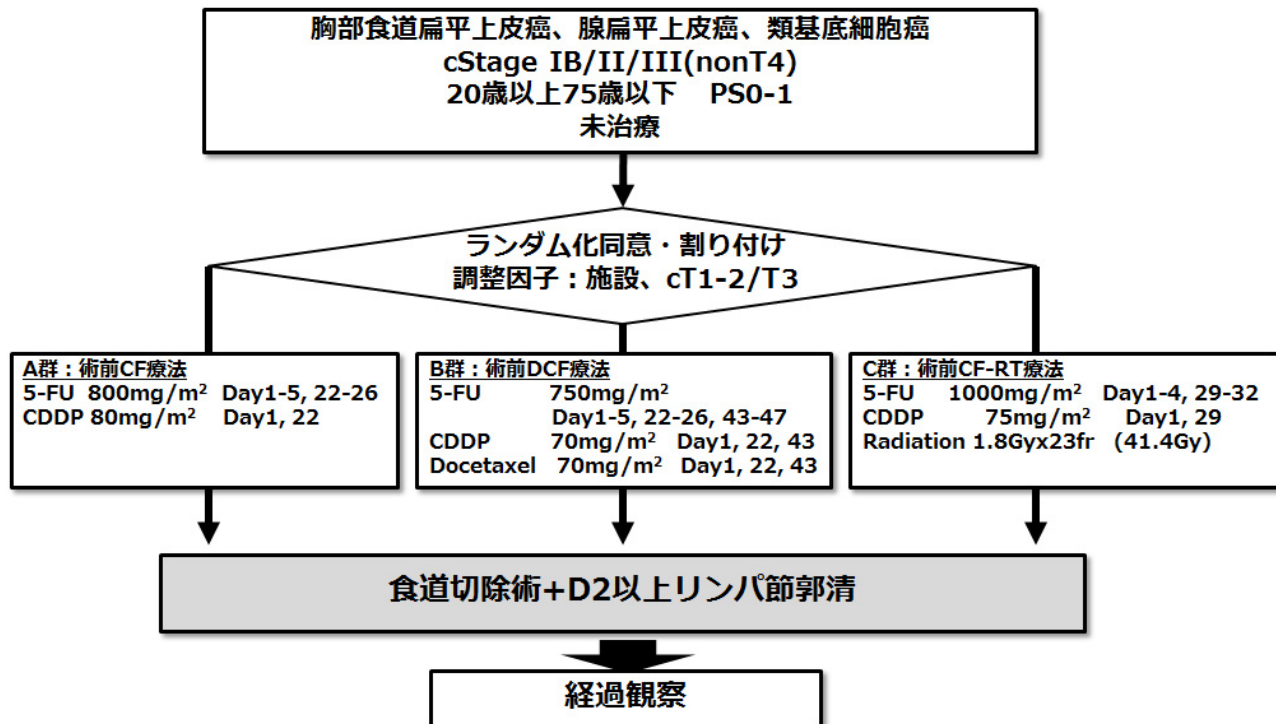 胸部食道扁平上皮癌、腺扁平上皮癌、類基底細胞癌
cStage IB/II/III(nonT4)
20歳以上75歳以下 PS0-1
未治療
ランダム化同意・割り付け
調整因子：施設、cT1-2/T3
A群：術前CF療法
5-FU 800mg/m² Day1-5, 22-26
CDDP 80mg/m² Day1, 22
B群：術前DCF療法
5-FU 750mg/m²
Day1-5, 22-26, 43-47
CDDP 70mg/m² Day1, 22, 43
Docetaxel 70mg/m² Day1, 22, 43
C群：術前CF-RT療法
5-FU 1000mg/m² Day1-4, 29-32
CDDP 75mg/m² Day1, 29
Radiation 1.8Gyx23fr (41.4Gy)
食道切除術+D2以上リンパ節郭清
経過観察